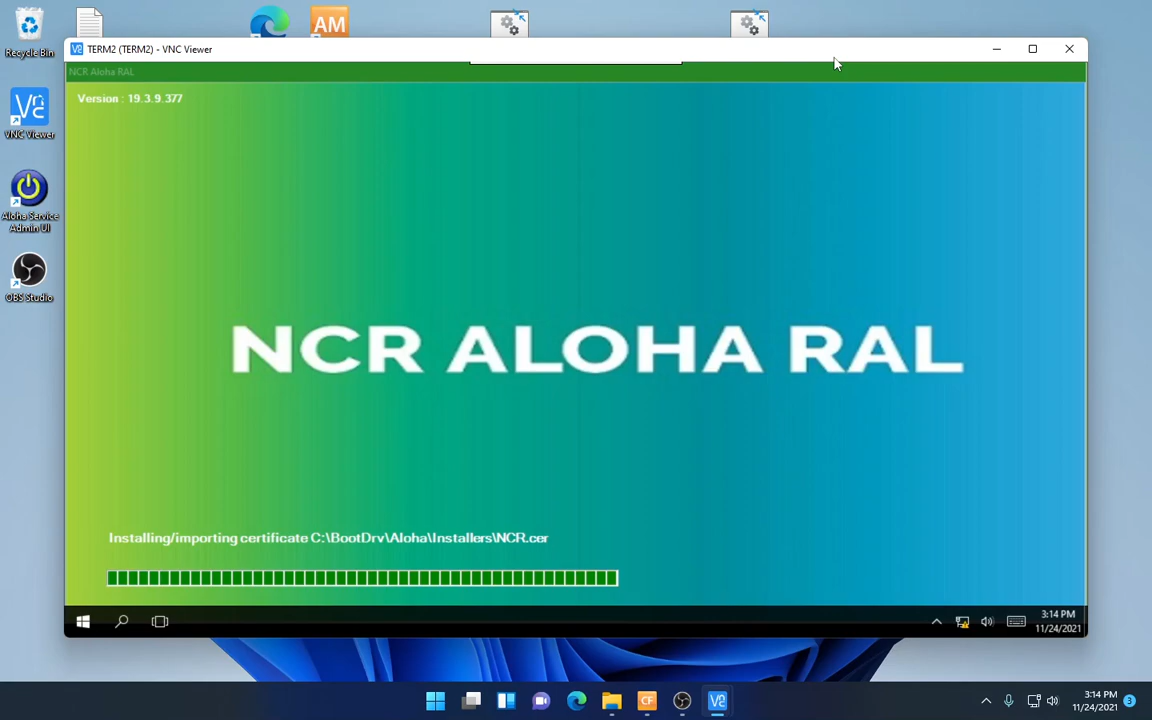 Recycle Bin
AM
TERM2 (TERM2) - VNC Viewer
NCR Aloha RAL
Version : 19.3.9.377
VNC Viewer
Aloha Service
Admin UI
OBS Studio
NCR ALOHA RAL
Installing/importing certificate C:\BootDrv\Aloha\Installers\NCR.cer
3:14 PM
11/24/2021
CF
3:14 PM
11/24/2021
3